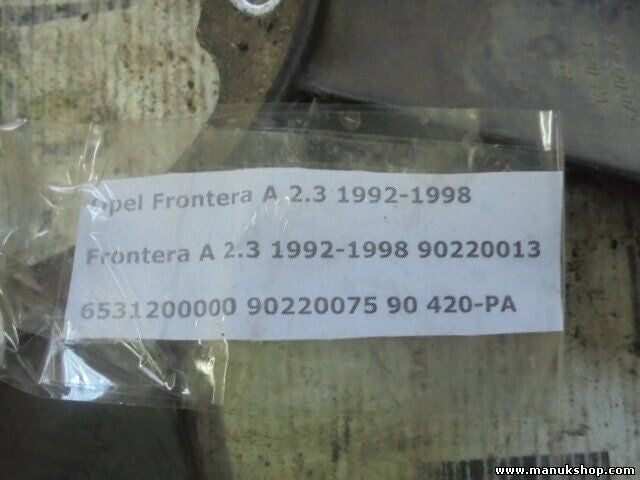 Opel Frontera A 2.3 1992-1998
Frontera A 2.3 1992-1998 90220013
6531200000 90220075 90 420-PA
www.manukshop.com